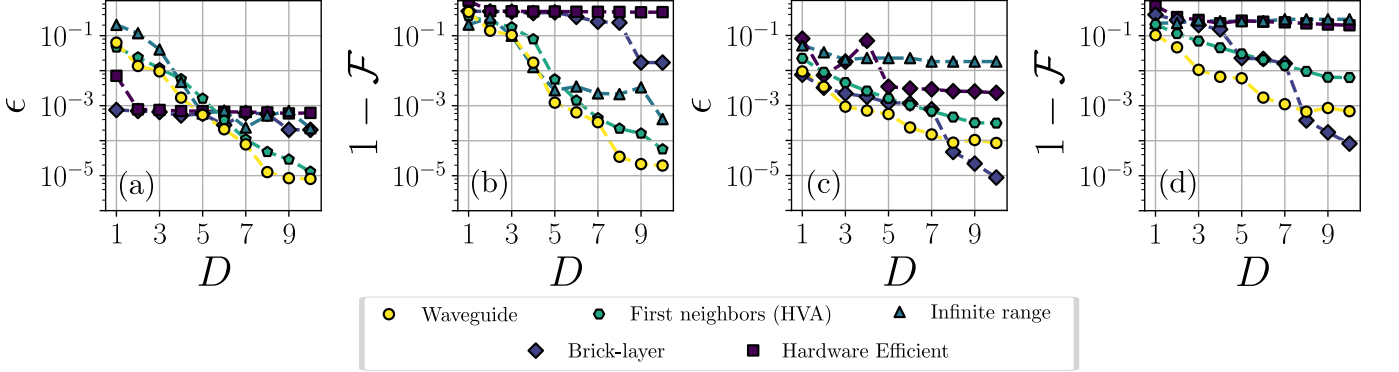 ϵ
10⁻¹
10⁻³
10⁻⁵
(a)
1 3 5 7 9
D
1 − ℱ
10⁻¹
10⁻³
10⁻⁵
(b)
1 3 5 7 9
D
ϵ
10⁻¹
10⁻³
10⁻⁵
(c)
1 3 5 7 9
D
1 − ℱ
10⁻¹
10⁻³
10⁻⁵
(d)
1 3 5 7 9
D
Waveguide First neighbors (HVA) Infinite range
Brick-layer Hardware Efficient